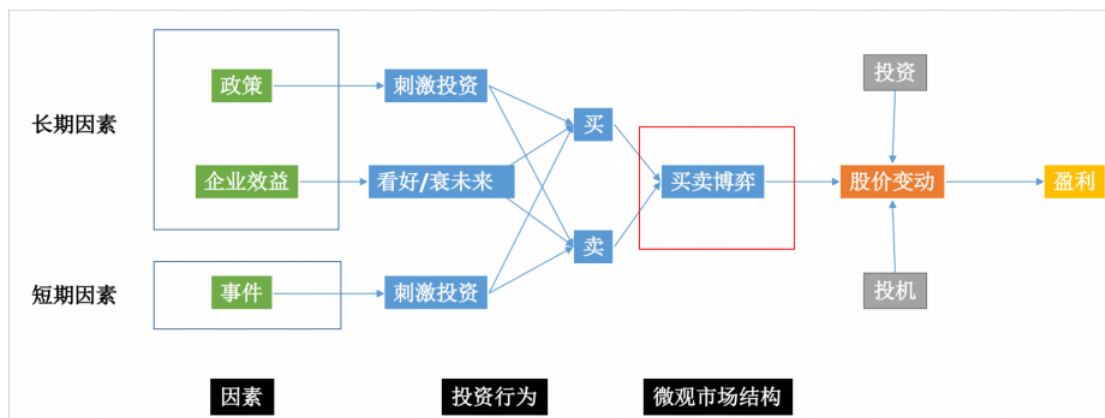 政策
刺激投资
投资
长期因素
买
企业效益
看好/衰未来
买卖博弈
股价变动
盈利
卖
短期因素
事件
刺激投资
投机
因素
投资行为
微观市场结构